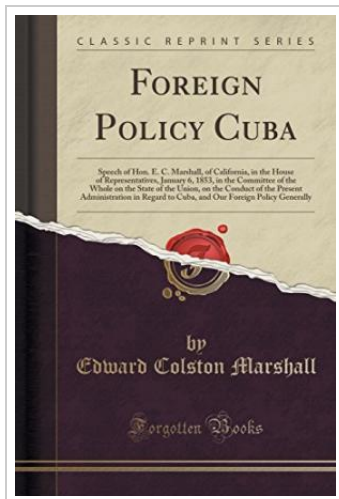 CLASSIC REPRINT SERIES
FOREIGN
POLICY CUBA
Speech of Hon. E. C. Marshall, of California, in the House
of Representatives, January 6, 1853, in the Committee of the
Whole on the State of the Union, on the Conduct of the Present
Administration in Regard to Cuba, and Our Foreign Policy Generally
by
Edward Colston Marshall
Forgotten Books